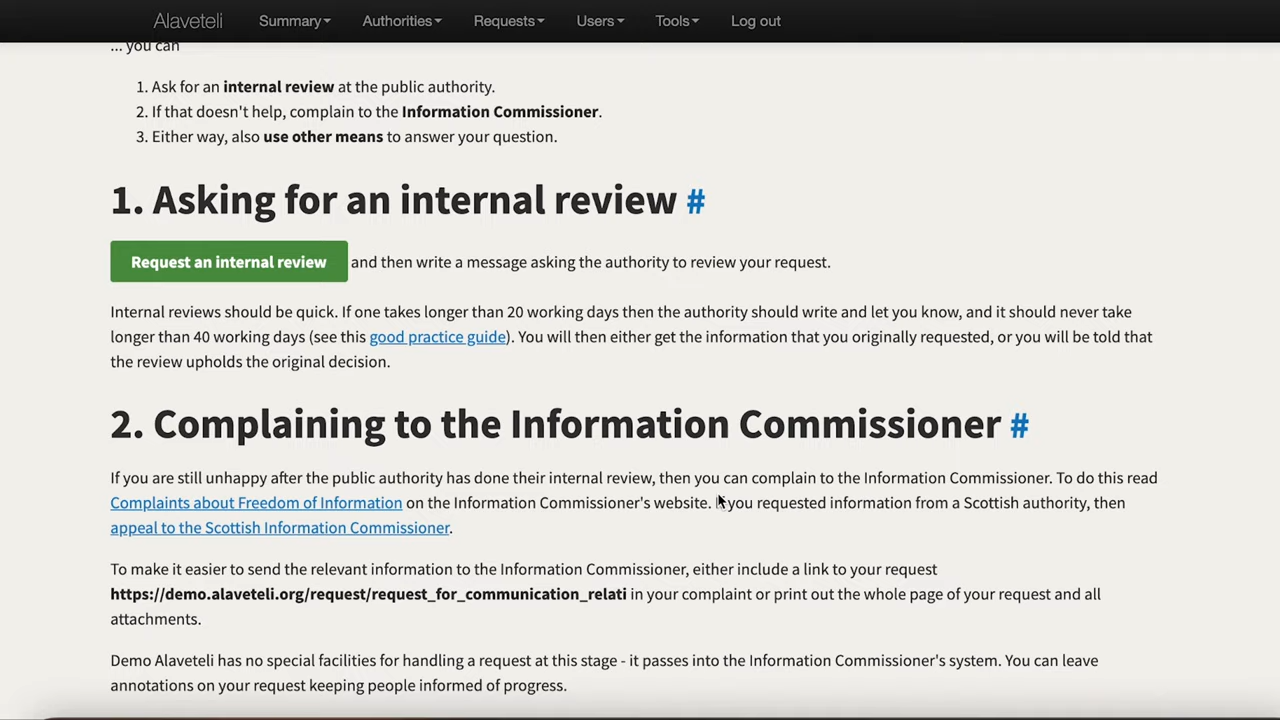 Alaveteli Summary Authorities Requests Users Tools Log out
... you can
1. Ask for an internal review at the public authority.
2. If that doesn't help, complain to the Information Commissioner.
3. Either way, also use other means to answer your question.
1. Asking for an internal review #
Request an internal review and then write a message asking the authority to review your request.
Internal reviews should be quick. If one takes longer than 20 working days then the authority should write and let you know, and it should never take
longer than 40 working days (see this good practice guide). You will then either get the information that you originally requested, or you will be told that
the review upholds the original decision.
2. Complaining to the Information Commissioner #
If you are still unhappy after the public authority has done their internal review, then you can complain to the Information Commissioner. To do this read
Complaints about Freedom of Information on the Information Commissioner's website. If you requested information from a Scottish authority, then
appeal to the Scottish Information Commissioner.
To make it easier to send the relevant information to the Information Commissioner, either include a link to your request
https://demo.alaveteli.org/request/request_for_communication_relati in your complaint or print out the whole page of your request and all
attachments.
Demo Alaveteli has no special facilities for handling a request at this stage - it passes into the Information Commissioner's system. You can leave
annotations on your request keeping people informed of progress.